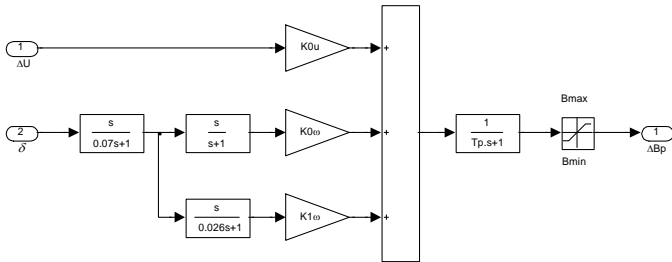 1
ΔU
K0u
+
2
δ
s
0.07s+1
s
s+1
K0ω
+
s
0.026s+1
K1ω
+
1
Tp.s+1
Bmax
Bmin
1
ΔBp